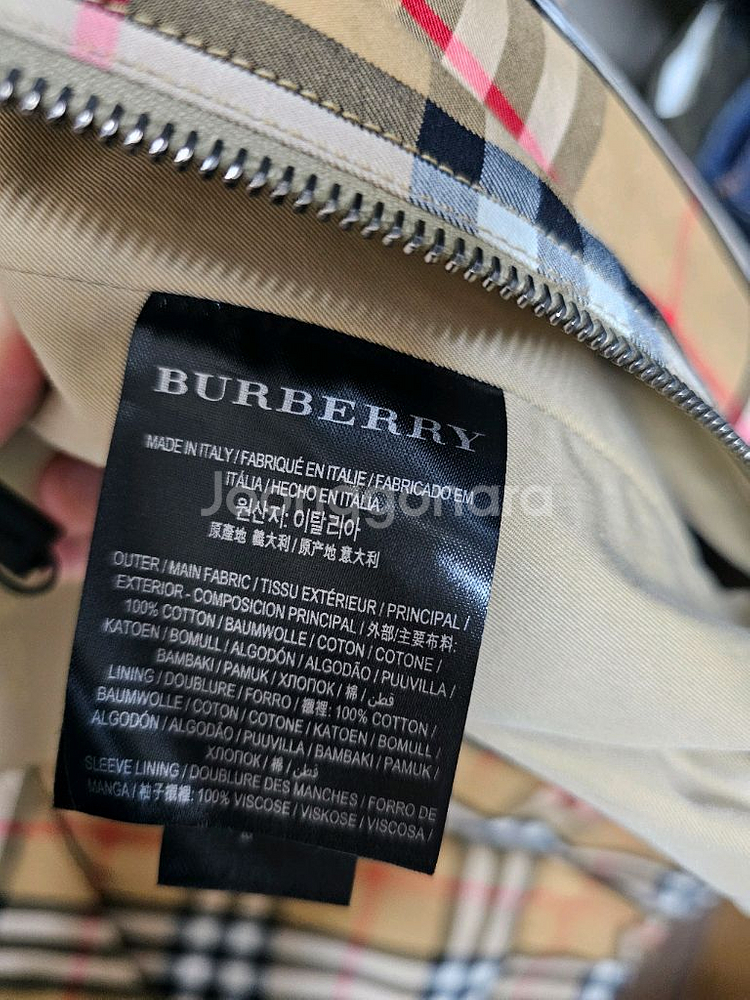 BURBERRY
MADE IN ITALY / FABRIQUÉ EN ITALIE / FABRICADO EM
ITÁLIA / HECHO EN ITALIA
Joonggonara
원산지: 이탈리아
原產地 義大利 / 原产地 意大利
OUTER / MAIN FABRIC / TISSU EXTÉRIEUR / PRINCIPAL /
EXTERIOR - COMPOSICION PRINCIPAL / 外部/主要布料:
100% COTTON / BAUMWOLLE / COTON / COTONE /
KATOEN / BOMULL / ALGODÓN / ALGODÃO / PUUVILLA /
BAMBAKI / PAMUK / ХЛОПОК / 棉 / قطن
LINING / DOUBLURE / FORRO / 襯裡: 100% COTTON /
BAUMWOLLE / COTON / COTONE / KATOEN / BOMULL /
ALGODÓN / ALGODÃO / PUUVILLA / BAMBAKI / PAMUK /
ХЛОПОК / 棉 / قطن
SLEEVE LINING / DOUBLURE DES MANCHES / FORRO DE
MANGA / 袖子襯裡: 100% VISCOSE / VISKOSE / VISCOSA /